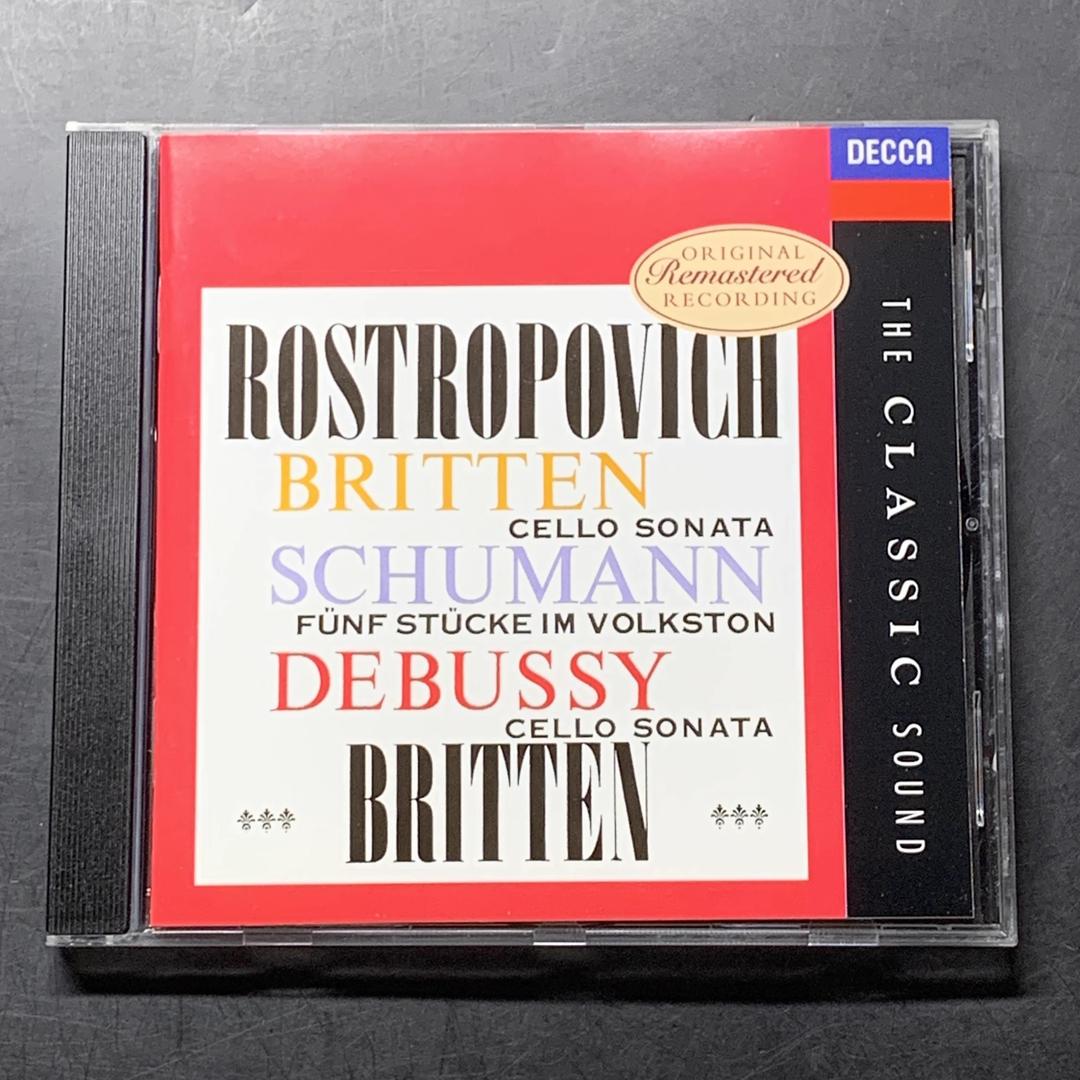 DECCA
ORIGINAL
Remastered
RECORDING
ROSTROPOVICH
BRITTEN
CELLO SONATA
SCHUMANN
FÜNF STÜCKE IM VOLKSTON
DEBUSSY
CELLO SONATA
BRITTEN
THE CLASSIC SOUND